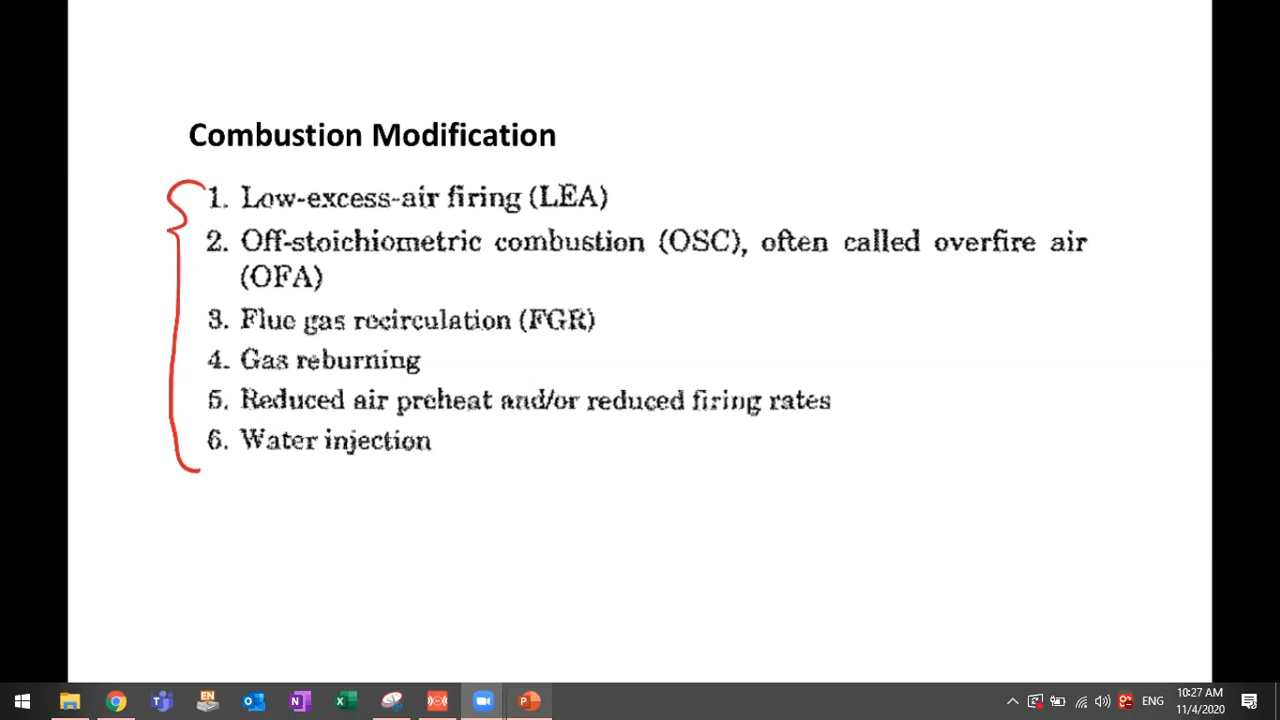 Combustion Modification
1. Low-excess-air firing (LEA)
2. Off-stoichiometric combustion (OSC), often called overfire air
(OFA)
3. Flue gas recirculation (FGR)
4. Gas reburning
5. Reduced air preheat and/or reduced firing rates
6. Water injection
EN
ENG
10:27 AM
11/4/2020